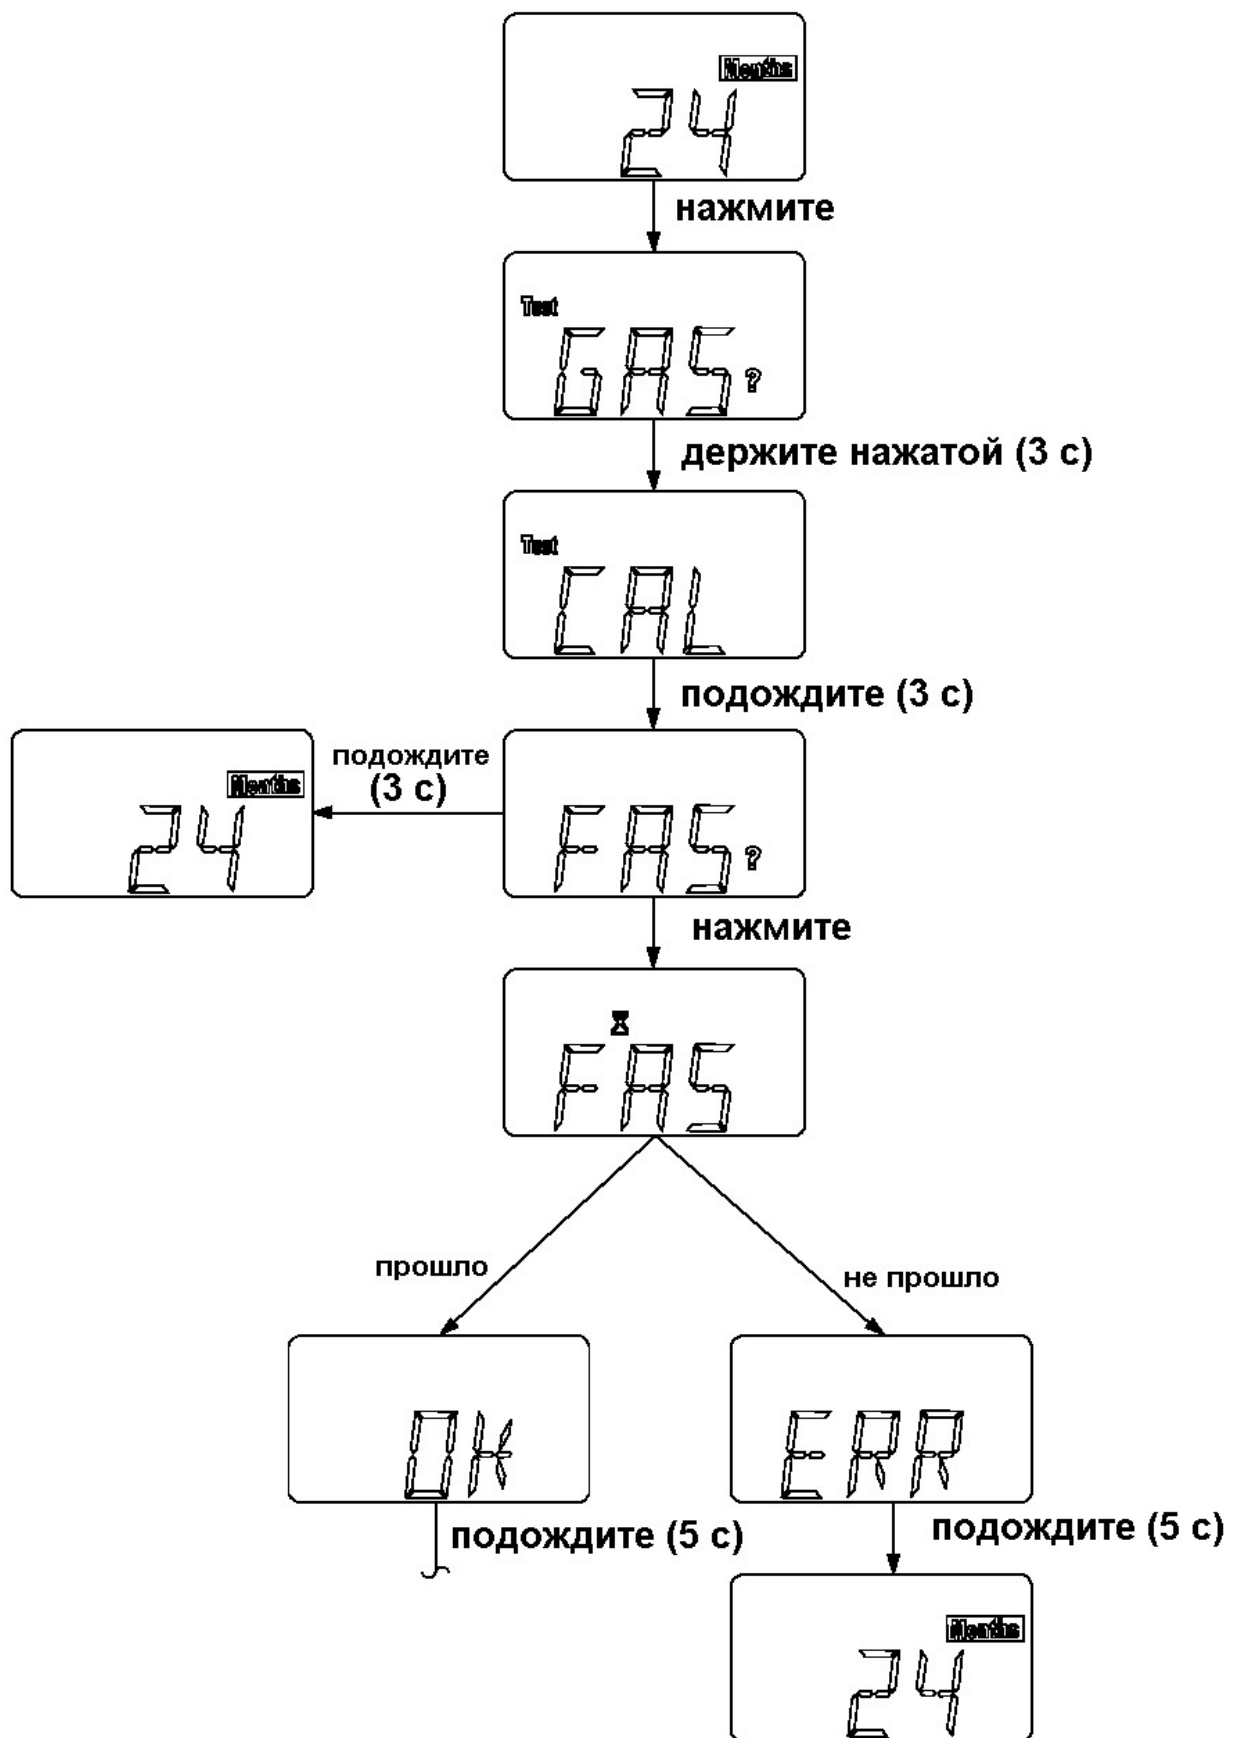 Months
24
нажмите
Test
GAS?
держите нажатой (3 с)
Test
CAL
подождите (3 с)
подождите
(3 с)
Months
24
FAS?
нажмите
FAS
прошло
не прошло
OK
ERR
подождите (5 с)
подождите (5 с)
Months
24